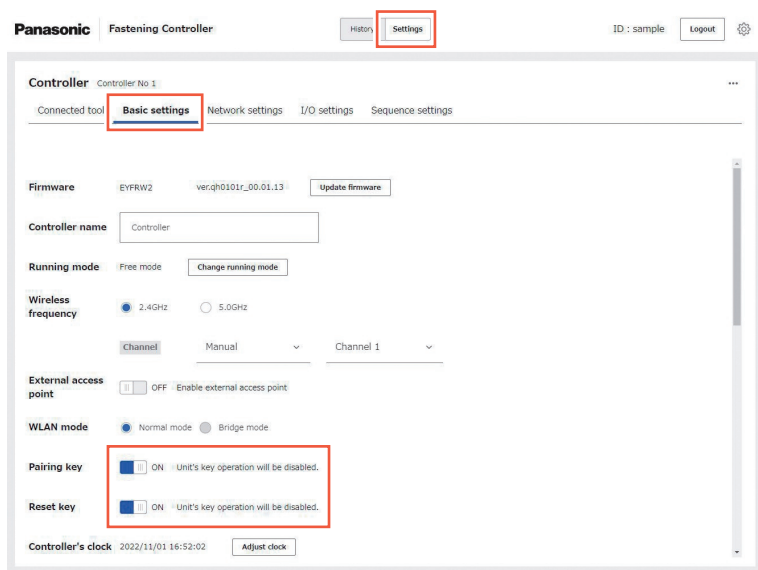 Panasonic Fastening Controller History Settings ID : sample Logout
Controller Controller No 1 ...
Connected tool Basic settings Network settings I/O settings Sequence settings
Firmware EYFRW2 ver.qh0101r_00.01.13 Update firmware
Controller name Controller
Running mode Free mode Change running mode
Wireless frequency 2.4GHz 5.0GHz
Channel Manual Channel 1
External access point OFF Enable external access point
WLAN mode Normal mode Bridge mode
Pairing key ON Unit's key operation will be disabled.
Reset key ON Unit's key operation will be disabled.
Controller's clock 2022/11/01 16:52:02 Adjust clock